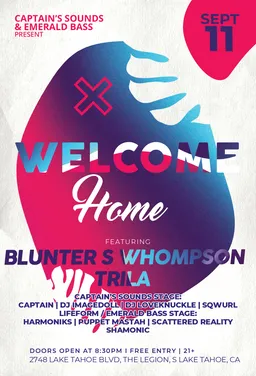 CAPTAIN'S SOUNDS
& EMERALD BASS
PRESENT
SEPT
11
WELCOME
Home
FEATURING
BLUNTER S WHOMPSON
TRILA
CAPTAIN'S SOUNDS STAGE:
CAPTAIN | DJ IMAGEDOLL | DJ LOVEKNUCKLE | SQWURL
LIFEFORM / EMERALD BASS STAGE:
HARMONIKS | PUPPET MASTAH | SCATTERED REALITY
SHAMONIC
DOORS OPEN AT 8:30PM | FREE ENTRY | 21+
2748 LAKE TAHOE BLVD, THE LEGION, S LAKE TAHOE, CA